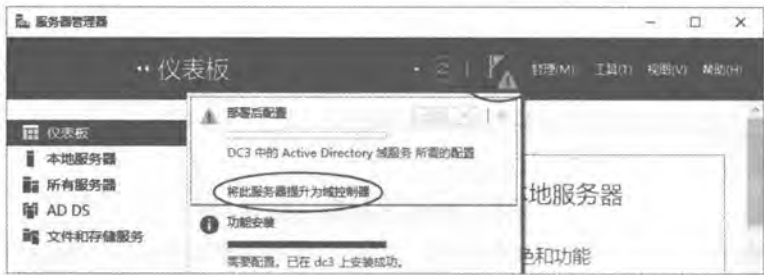 服务器管理器
仪表板
管理(M) 工具(T) 视图(V) 帮助(H)
仪表板
本地服务器
所有服务器
AD DS
文件和存储服务
部署后配置
DC3 中的 Active Directory 域服务 所需的配置
将此服务器提升为域控制器
功能安装
需要配置。已在 dc3 上安装成功。
地服务器
色和功能